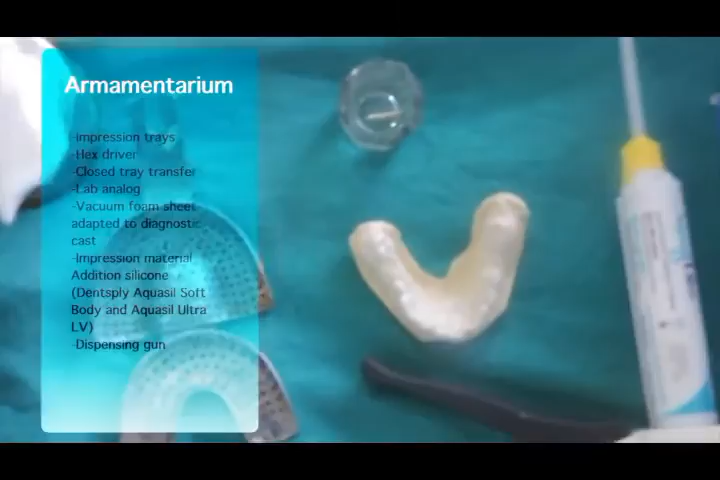 Armamentarium
-Impression trays
-Hex driver
-Closed tray transfer
-Lab analog
-Vacuum foam sheet
adapted to diagnostic
cast
-Impression material
Addition silicone
(Dentsply Aquasil Soft
Body and Aquasil Ultra
LV)
-Dispensing gun